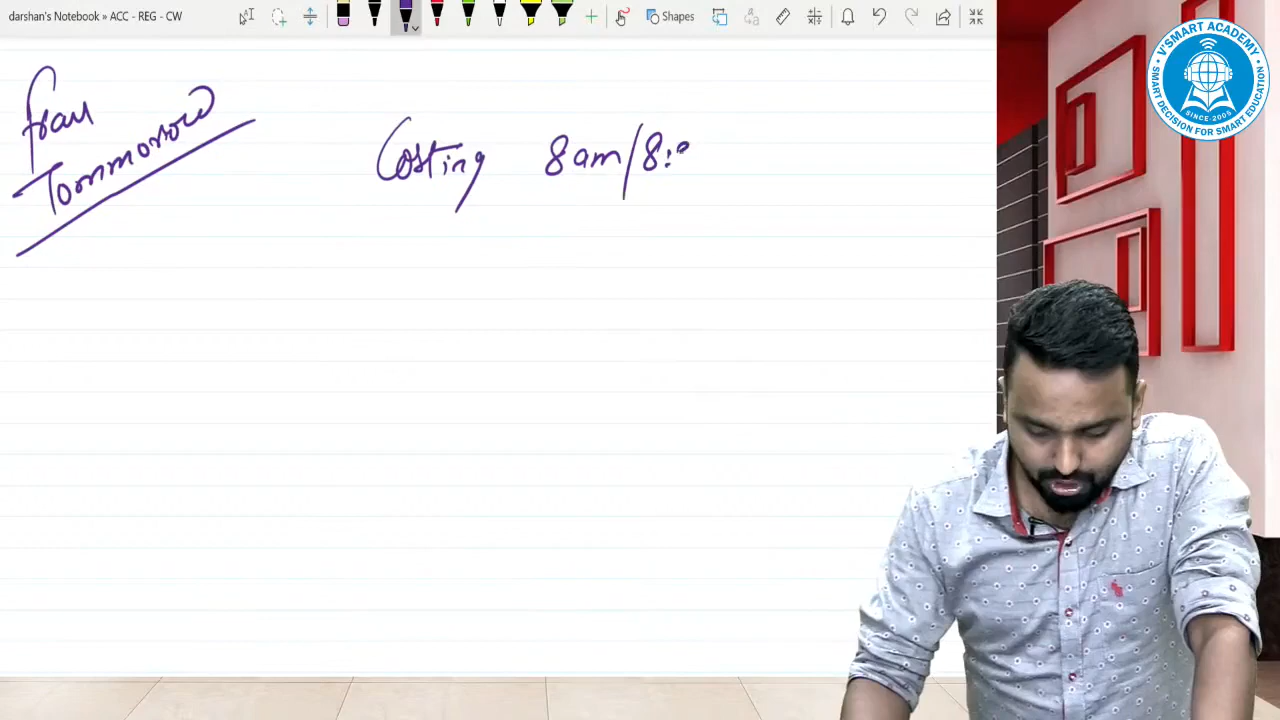 darshan's Notebook » ACC - REG - CW
Shapes
V'SMART ACADEMY
SINCE-2005
SMART DECISION FOR SMART EDUCATION
from
Tommorow
Costing 8am/8: